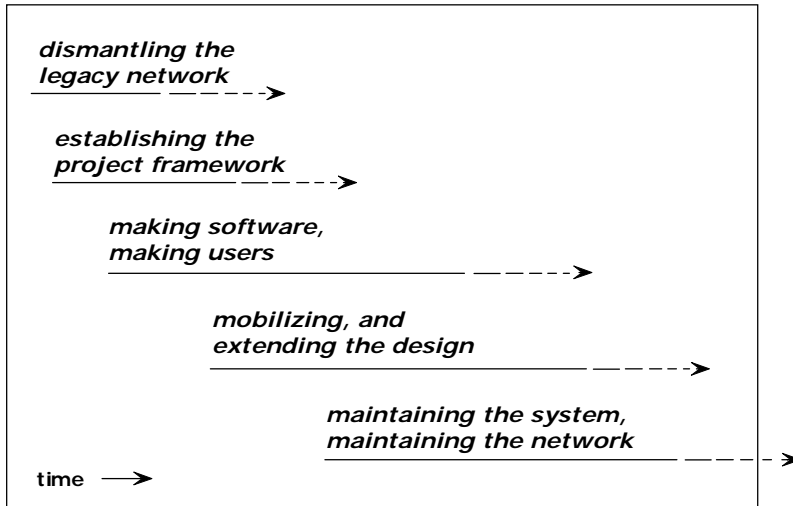 dismantling the
legacy network
establishing the
project framework
making software,
making users
mobilizing, and
extending the design
maintaining the system,
maintaining the network
time